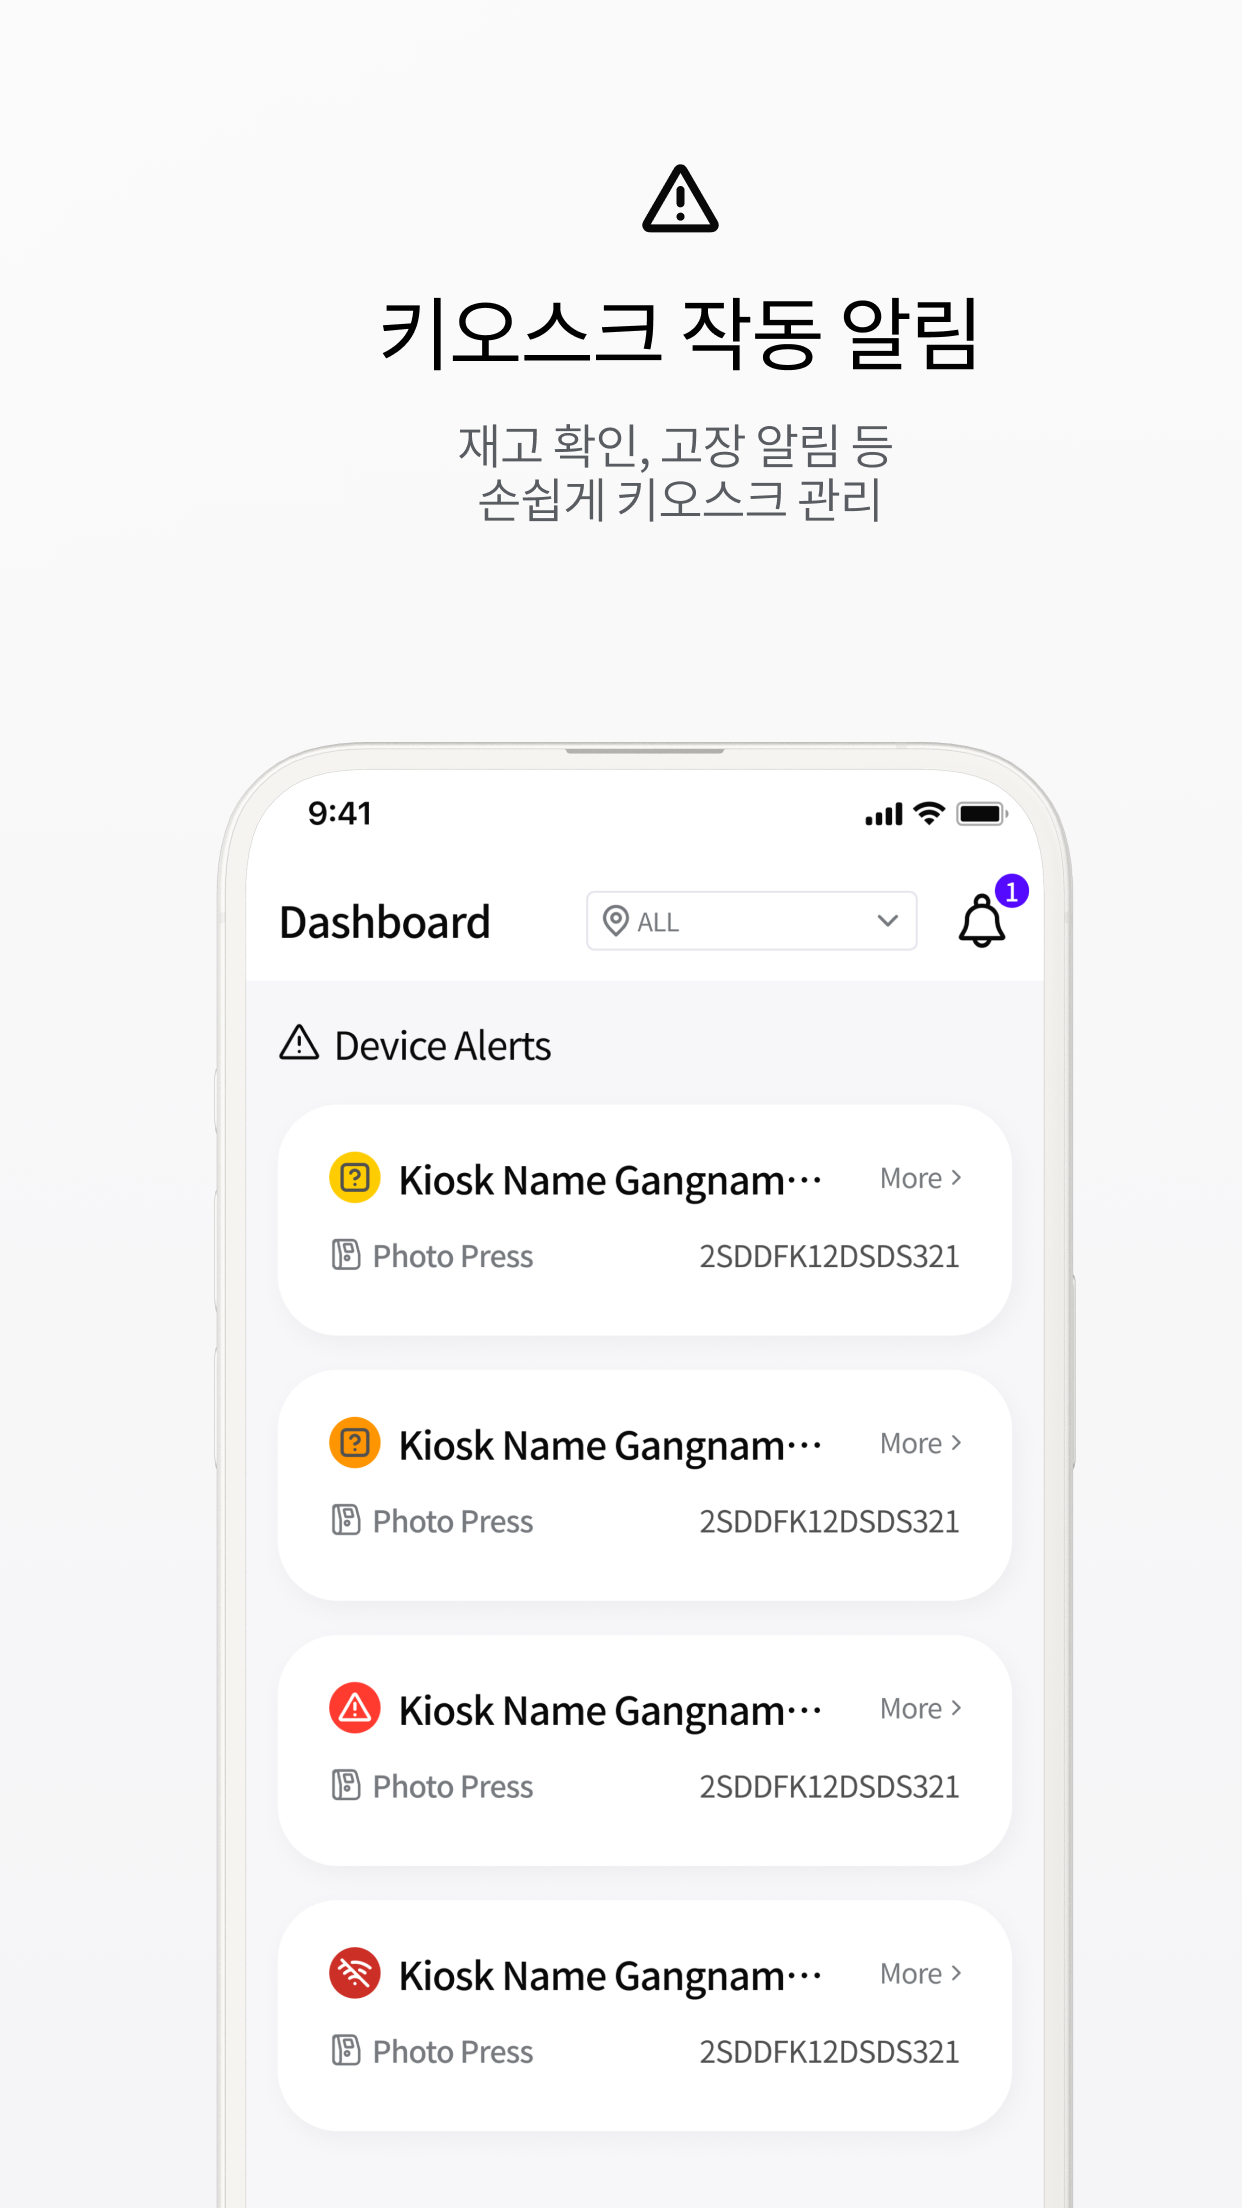 키오스크 작동 알림
재고 확인, 고장 알림 등
손쉽게 키오스크 관리
9:41
Dashboard
ALL
1
Device Alerts
Kiosk Name Gangnam⋯
More >
Photo Press
2SDDFK12DSDS321
Kiosk Name Gangnam⋯
More >
Photo Press
2SDDFK12DSDS321
Kiosk Name Gangnam⋯
More >
Photo Press
2SDDFK12DSDS321
Kiosk Name Gangnam⋯
More >
Photo Press
2SDDFK12DSDS321